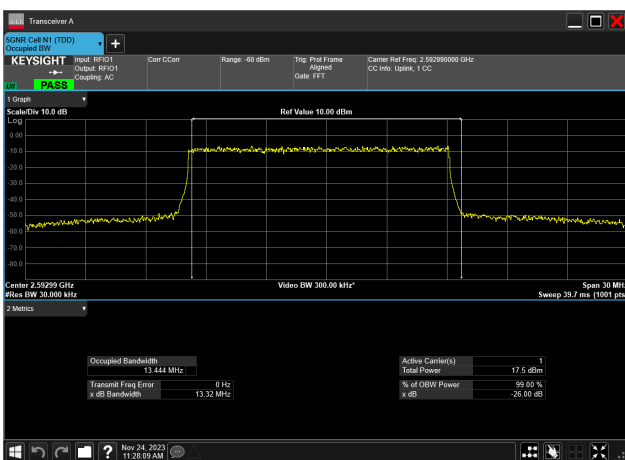 Transceiver A
5GNR Cell N1 (TDD)
Occupied BW
KEYSIGHT
Input: RFIO1
Output: RFIO1
Coupling: AC
Corr CCorr
Range: -60 dBm
Trig: Prot Frame
Aligned
Gate: FFT
Carrier Ref Freq: 2.592990000 GHz
CC Info: Uplink, 1 CC
PASS
1 Graph
Scale/Div 10.0 dB
Ref Value 10.00 dBm
Log
0.00
-10.0
-20.0
-30.0
-40.0
-50.0
-60.0
-70.0
-80.0
Center 2.59299 GHz
Video BW 300.00 kHz*
Span 30 MH
#Res BW 30.000 kHz
Sweep 39.7 ms (1001 pts
2 Metrics
Occupied Bandwidth
13.444 MHz
Transmit Freq Error
0 Hz
x dB Bandwidth
13.32 MHz
Active Carrier(s)
1
Total Power
17.5 dBm
% of OBW Power
99.00 %
x dB
-26.00 dB
Nov 24, 2023
11:28:09 AM